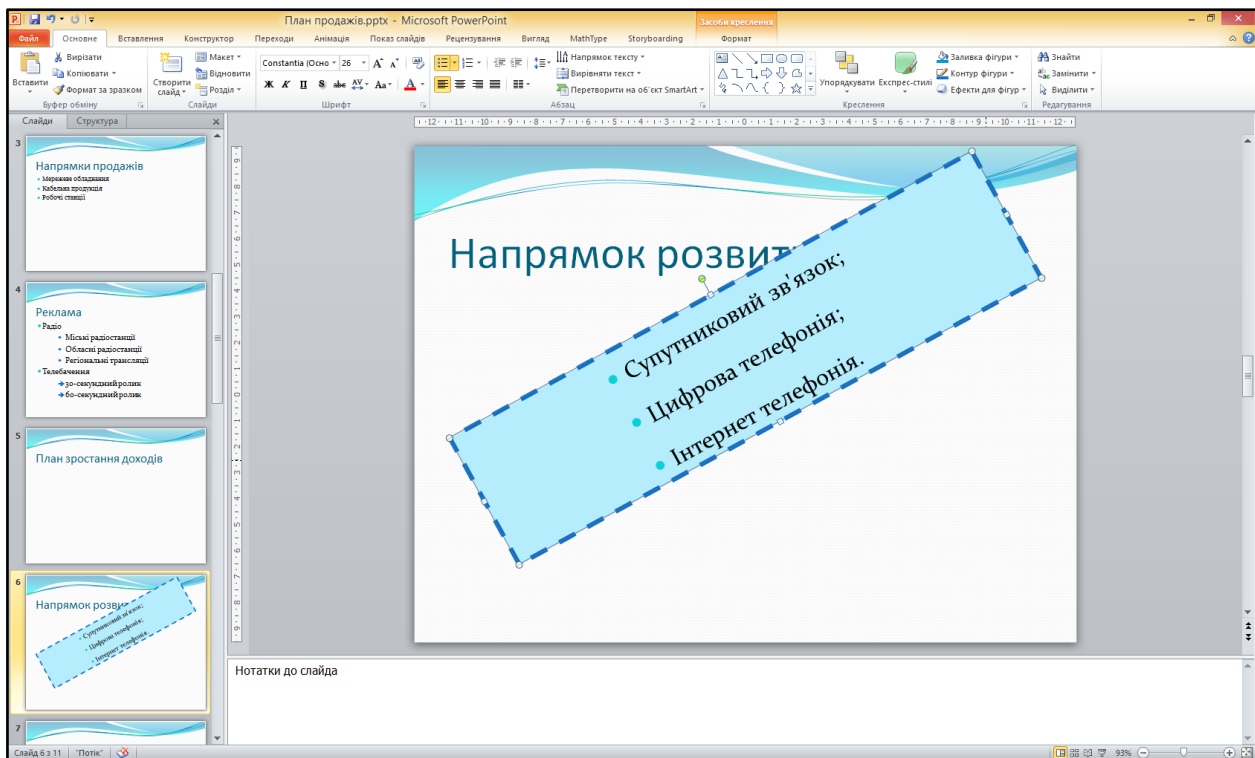 План продажів.pptx - Microsoft PowerPoint
Засоби креслення
Файл Основне Вставлення Конструктор Переходи Анімація Показ слайдів Рецензування Вигляд MathType Storyboarding Формат
Вставити
Вирізати
Копіювати
Формат за зразком
Буфер обміну
Створити слайд
Макет
Відновити
Розділ
Слайди
Constantia (Осно 26
Ж К П S abc AV Aa А
Шрифт
Напрямок тексту
Вирівняти текст
Перетворити на об'єкт SmartArt
Абзац
Упорядкувати Експрес-стилі
Заливка фігури
Контур фігури
Ефекти для фігур
Креслення
Знайти
Замінити
Виділити
Редагування
Слайди Структура
3
Напрямки продажів
• Мережеве обладнання
• Кабельна продукція
• Робочі станції
4
Реклама
• Радіо
• Міські радіостанції
• Обласні радіостанції
• Регіональні трансляції
• Телебачення
➔ 30-секундний ролик
➔ 60-секундний ролик
5
План зростання доходів
6
Напрямок розвит
• Супутниковий зв'язок;
• Цифрова телефонія;
• Інтернет телефонія.
7
Напрямок розвит
• Супутниковий зв'язок;
• Цифрова телефонія;
• Інтернет телефонія.
Нотатки до слайда
Слайд 6 з 11 "Потік" 93%